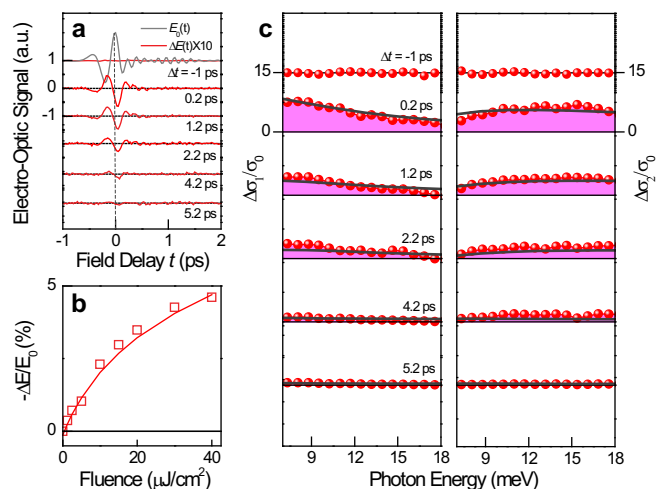 a
E₀(t)
ΔE(t)X10
Electro-Optic Signal (a.u.)
1
0
-1
Δt = -1 ps
0.2 ps
1.2 ps
2.2 ps
4.2 ps
5.2 ps
-1 0 1 2
Field Delay t (ps)
b
-ΔE/E₀ (%)
5
0
0 10 20 30 40
Fluence (μJ/cm²)
c
Δσ₁/σ₀
15
0
Δt = -1 ps
0.2 ps
1.2 ps
2.2 ps
4.2 ps
5.2 ps
15
0
Δσ₂/σ₀
9 12 15 18 9 12 15 18
Photon Energy (meV)